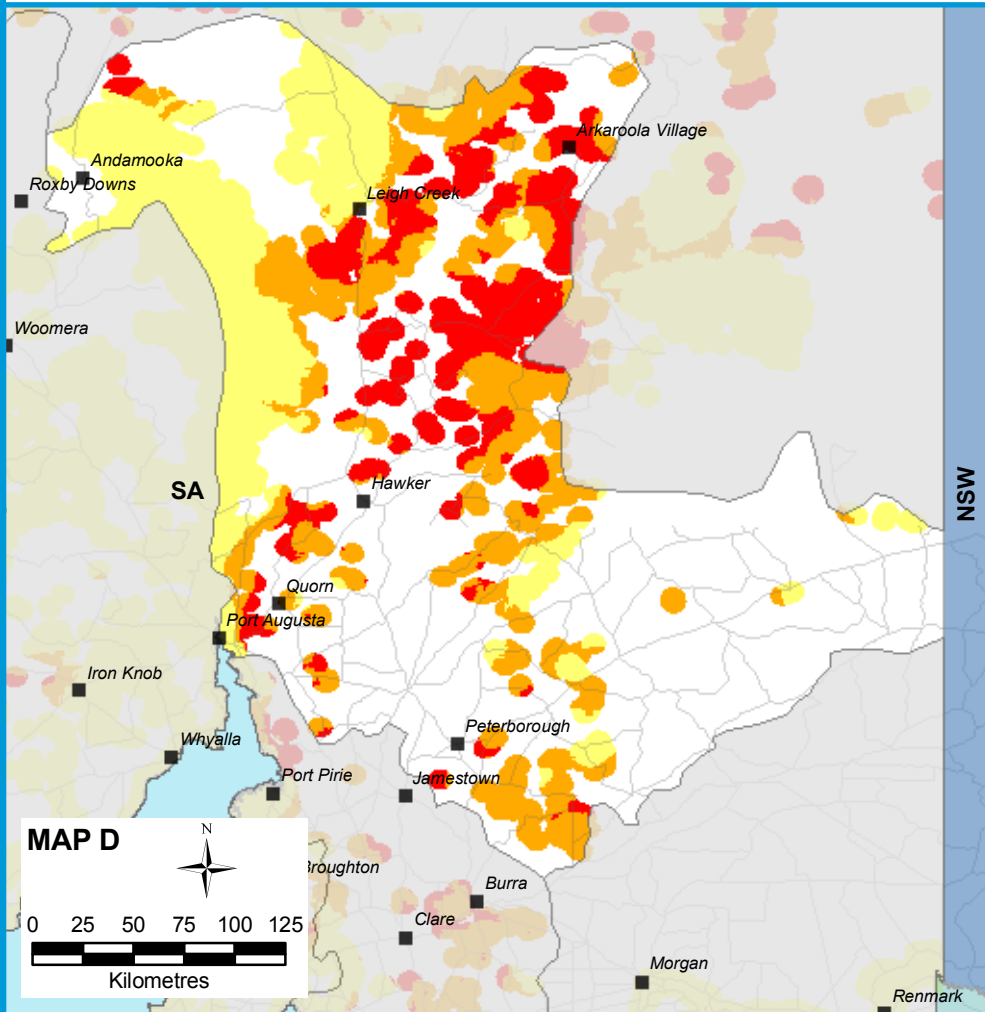 Arkaroola Village
Andamooka
Roxby Downs
Leigh Creek
Woomera
SA
Hawker
NSW
Quorn
Port Augusta
Iron Knob
Peterborough
Whyalla
Port Pirie
Jamestown
MAP D
N
Broughton
0 25 50 75 100 125
Kilometres
Burra
Clare
Morgan
Renmark